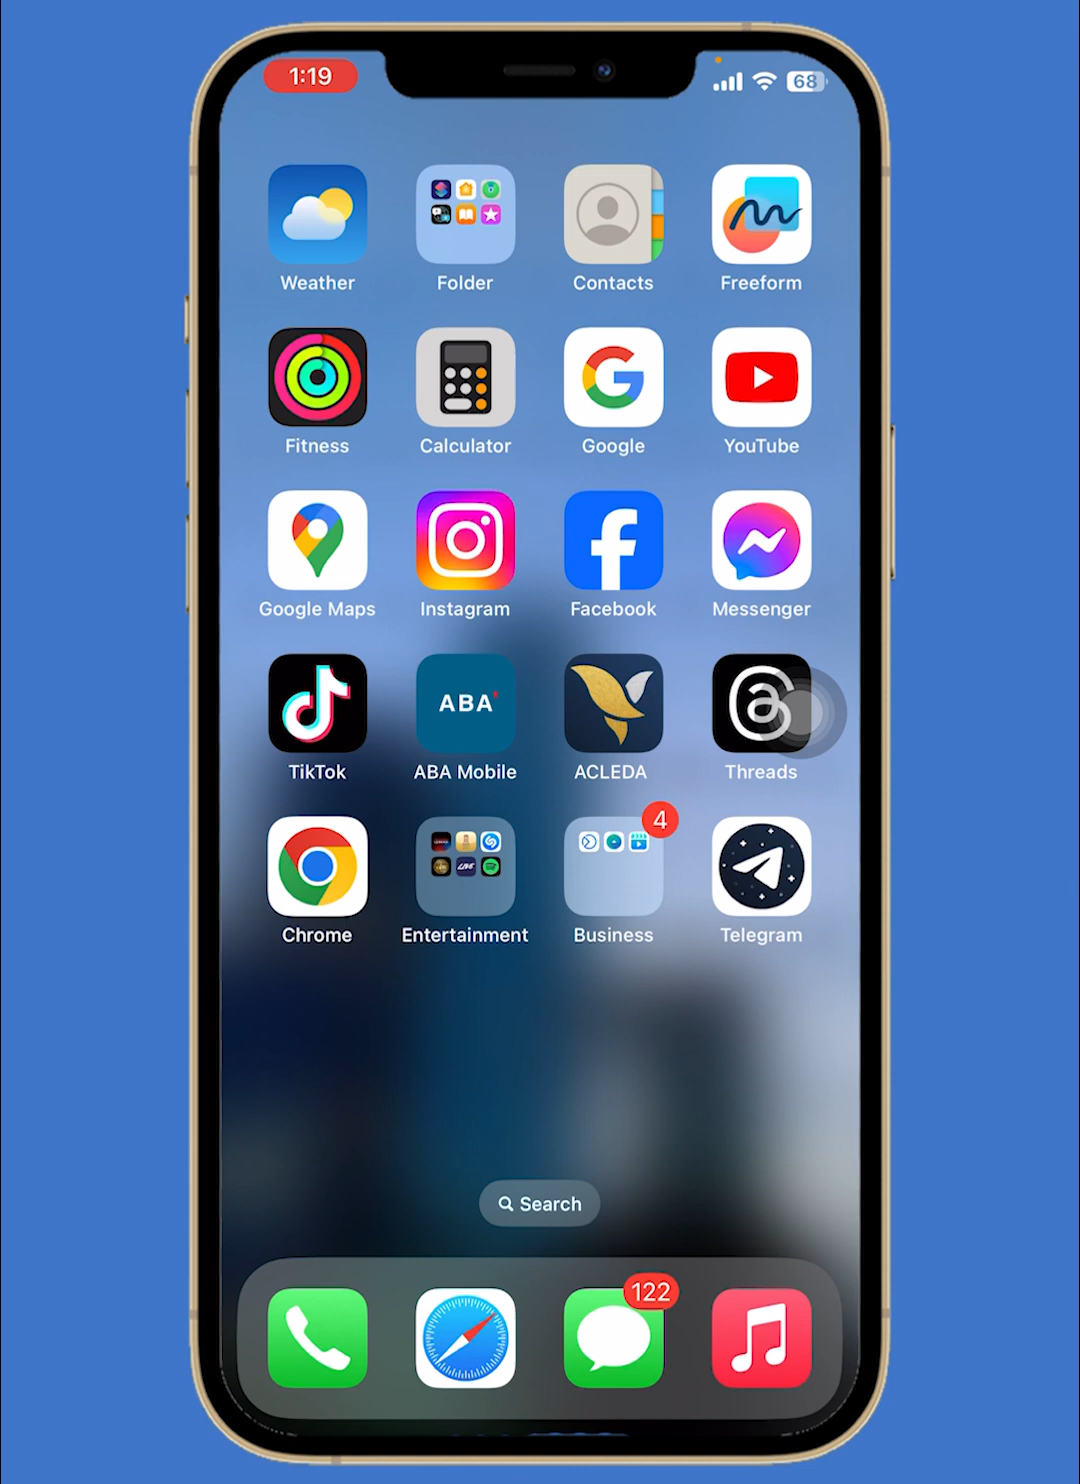 1:19
68
Weather Folder Contacts Freeform
Fitness Calculator Google YouTube
Google Maps Instagram Facebook Messenger
ABA'
TikTok ABA Mobile ACLEDA Threads
4
Chrome Entertainment Business Telegram
Search
122